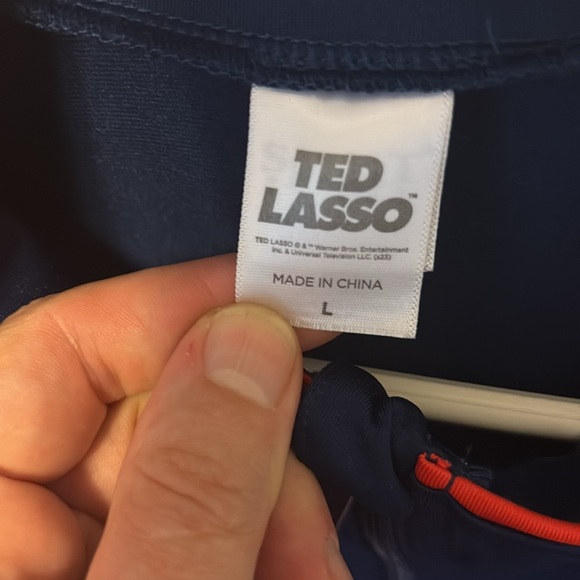 TED
LASSO™
TED LASSO © & ™ Warner Bros. Entertainment
Inc. & Universal Television LLC. (s23)
MADE IN CHINA
L